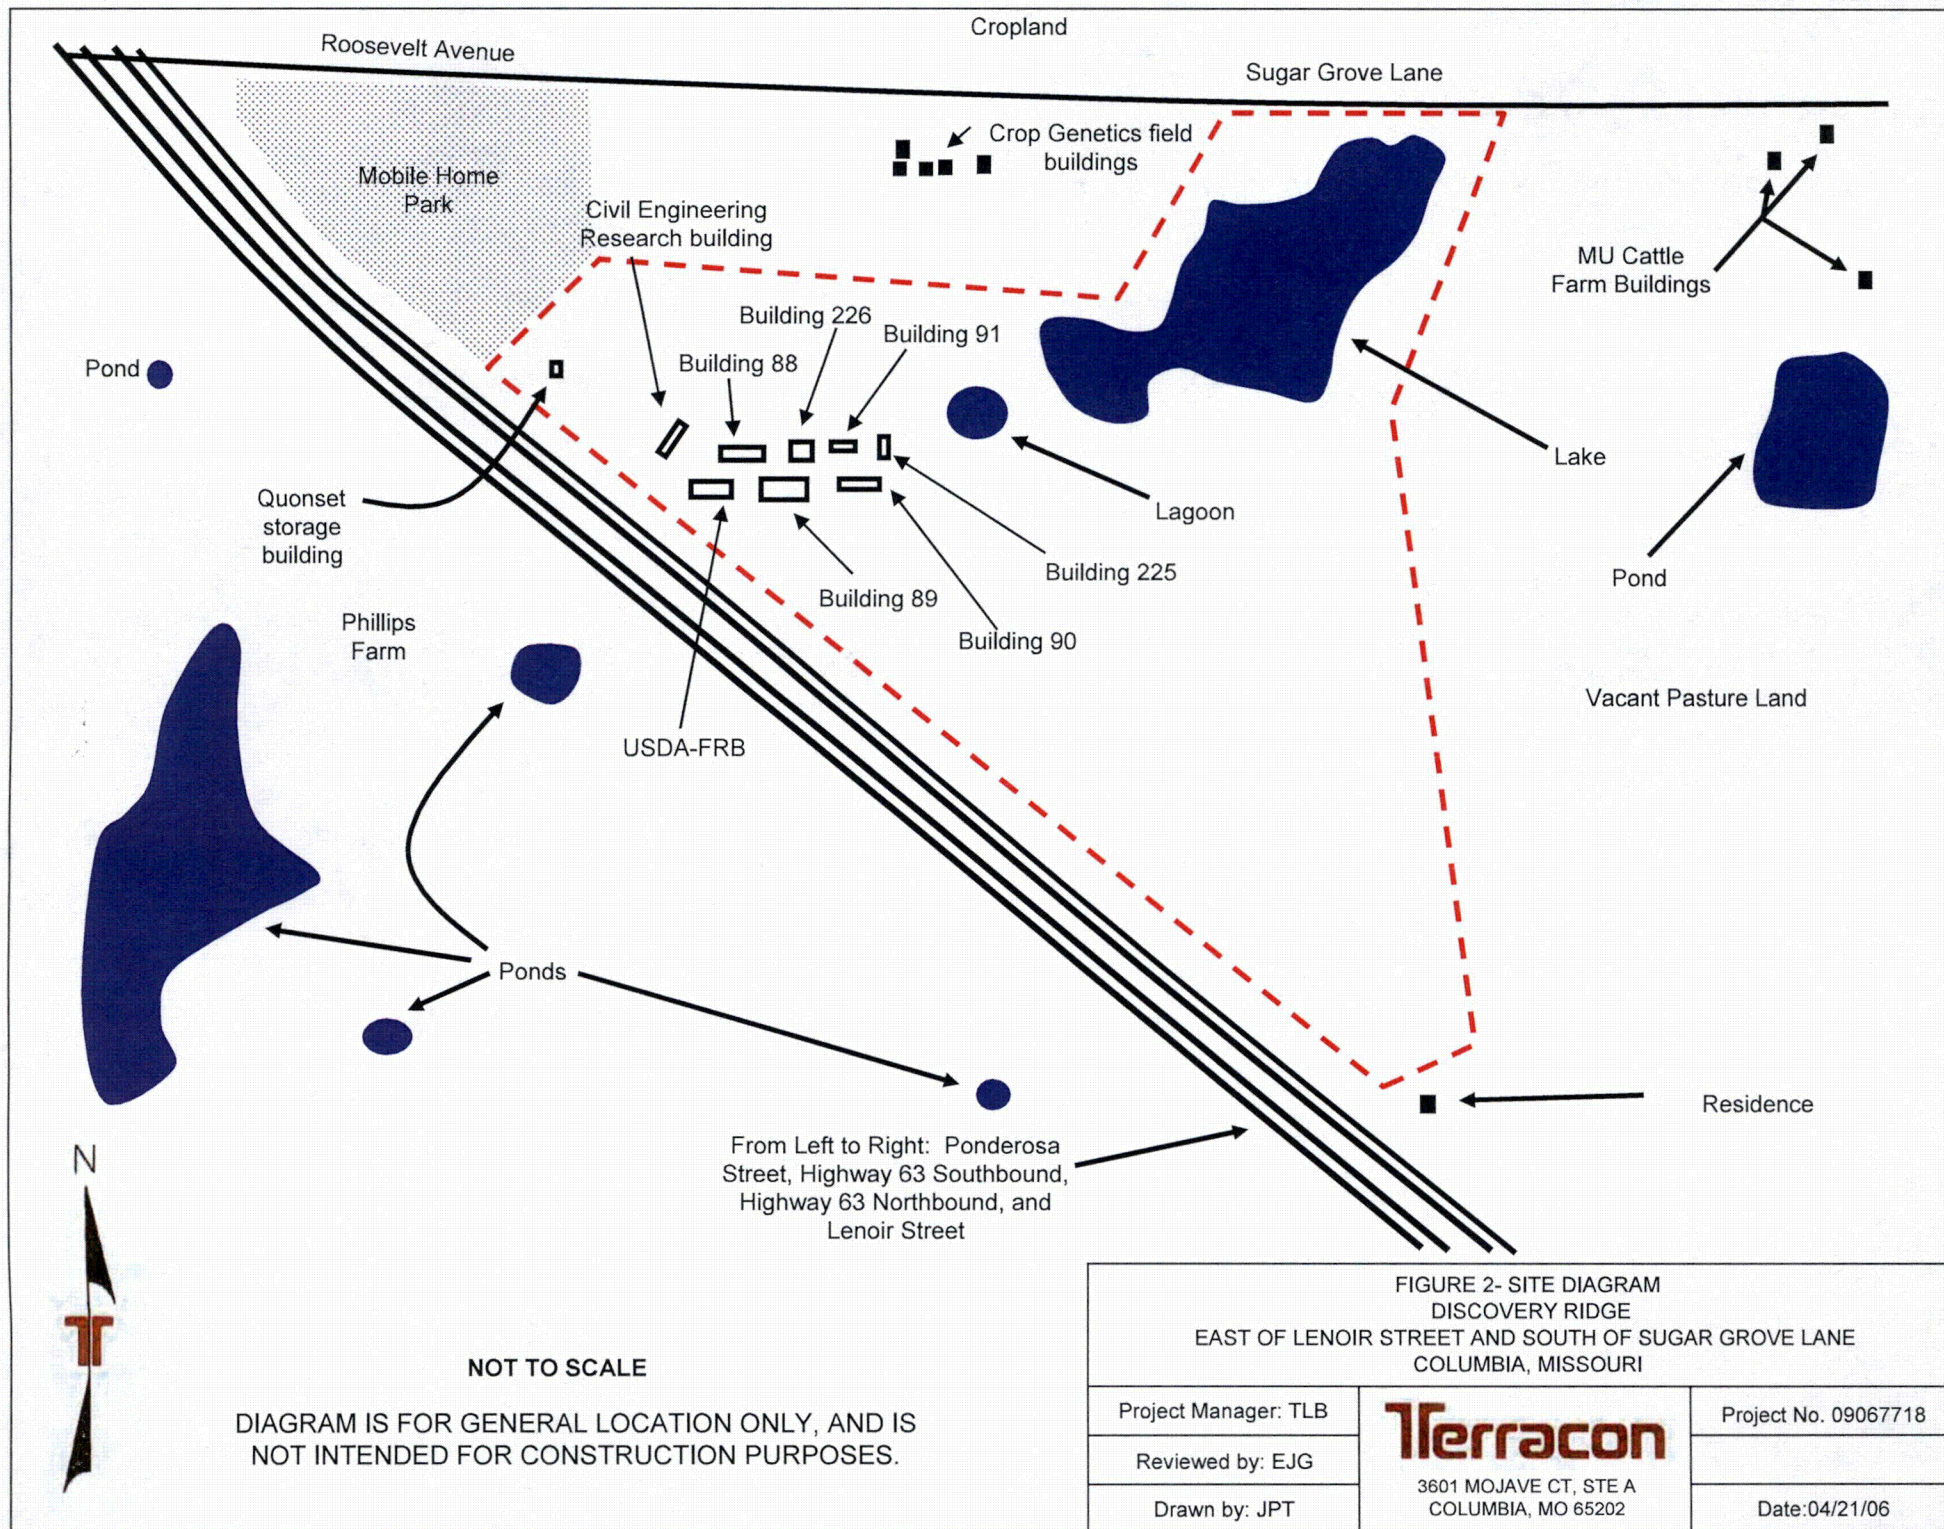 Cropland
Roosevelt Avenue
Sugar Grove Lane
Crop Genetics field
buildings
Mobile Home
Park
Civil Engineering
Research building
MU Cattle
Farm Buildings
Building 226
Building 91
Building 88
Pond
Lake
Quonset
storage
building
Lagoon
Building 225
Pond
Building 89
Phillips
Farm
Building 90
Vacant Pasture Land
USDA-FRB
Ponds
Residence
From Left to Right: Ponderosa
Street, Highway 63 Southbound,
Highway 63 Northbound, and
Lenoir Street
N
NOT TO SCALE
DIAGRAM IS FOR GENERAL LOCATION ONLY, AND IS
NOT INTENDED FOR CONSTRUCTION PURPOSES.
FIGURE 2- SITE DIAGRAM
DISCOVERY RIDGE
EAST OF LENOIR STREET AND SOUTH OF SUGAR GROVE LANE
COLUMBIA, MISSOURI
Project Manager: TLB
Reviewed by: EJG
Drawn by: JPT
Terracon
3601 MOJAVE CT, STE A
COLUMBIA, MO 65202
Project No. 09067718
Date:04/21/06